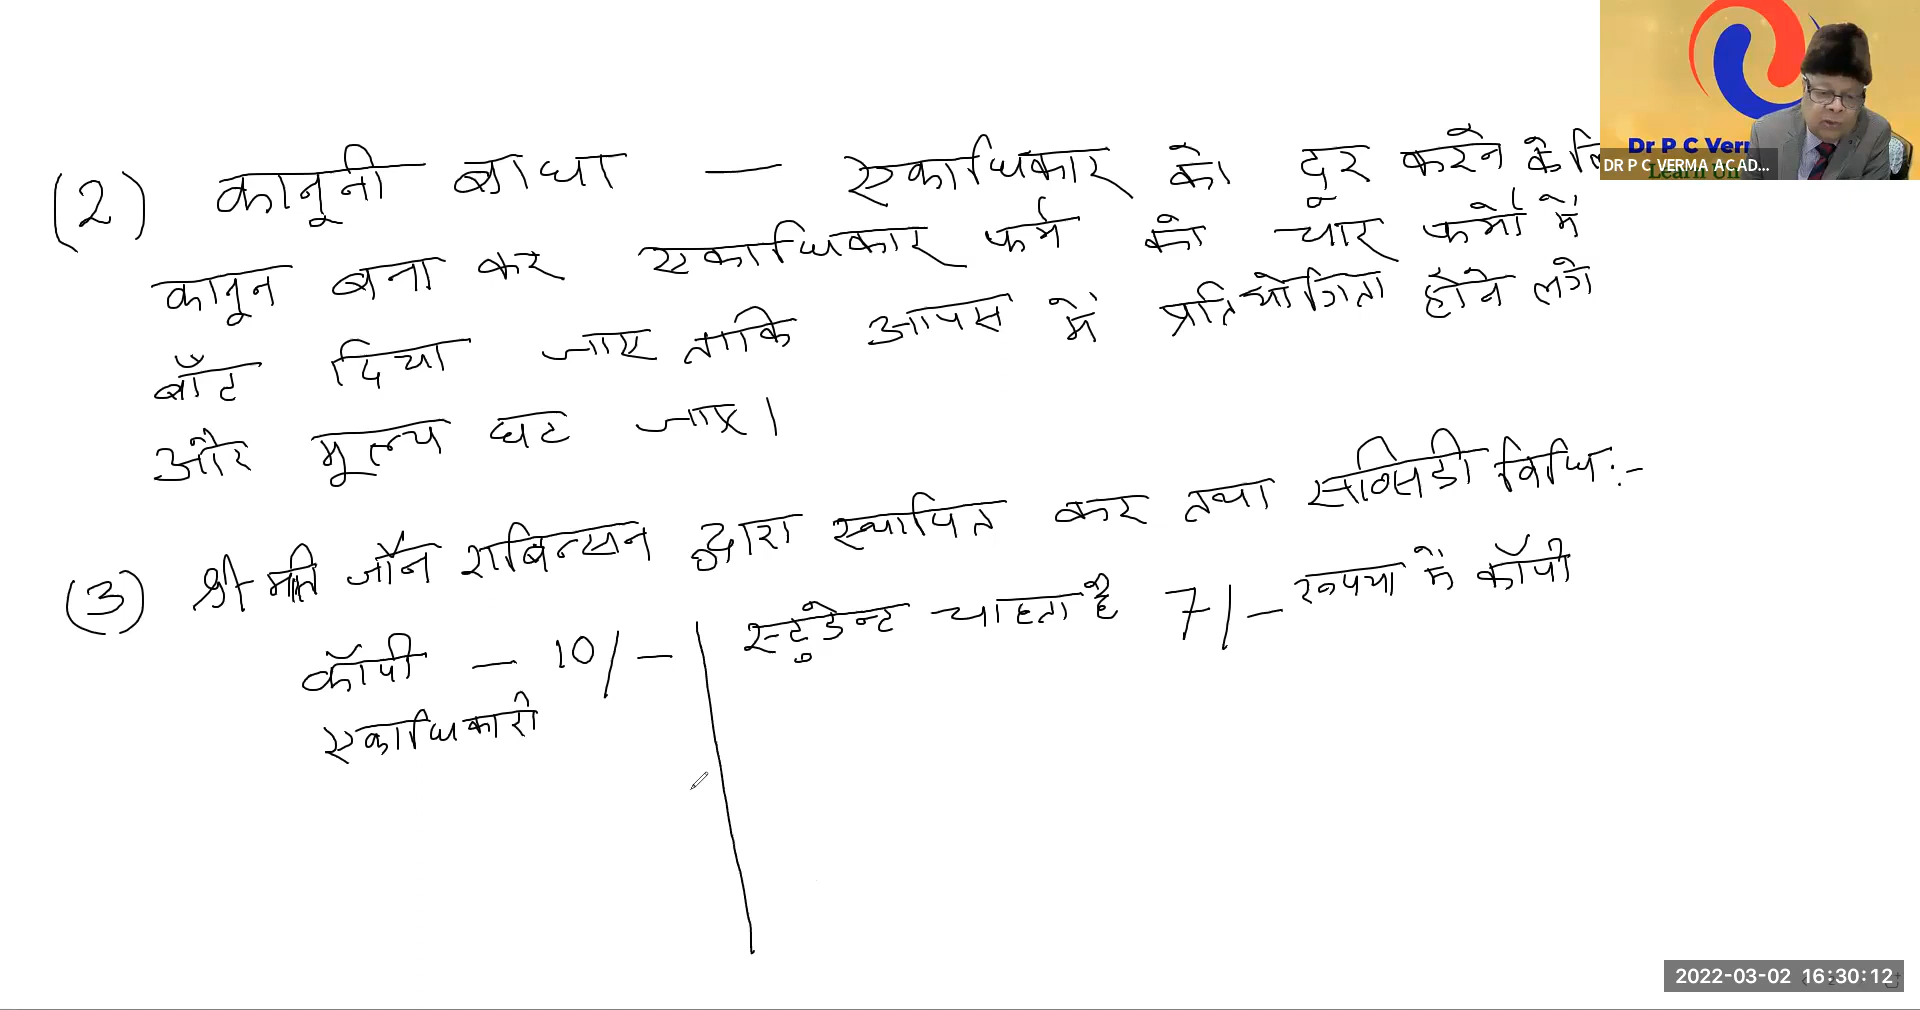 Dr P C Verr
DR P C VERMA ACAD...
(2) कानूनी बाधा — एकाधिकार को दूर करने के लि
कानून बना कर एकाधिकार फर्म को चार फर्मों में
बाँट दिया जाए ताकि आपस में प्रतियोगिता होने लगे
और मूल्य घट जाए।
(3) श्रीमति जॉन राबिन्सन द्वारा स्थापित कर तथा सब्सिडी विधि:-
कॉपी — 10/— स्टुडेन्ट चाहता है 7/— रूपया में कॉपी
एकाधिकारी
2022-03-02 16:30:12